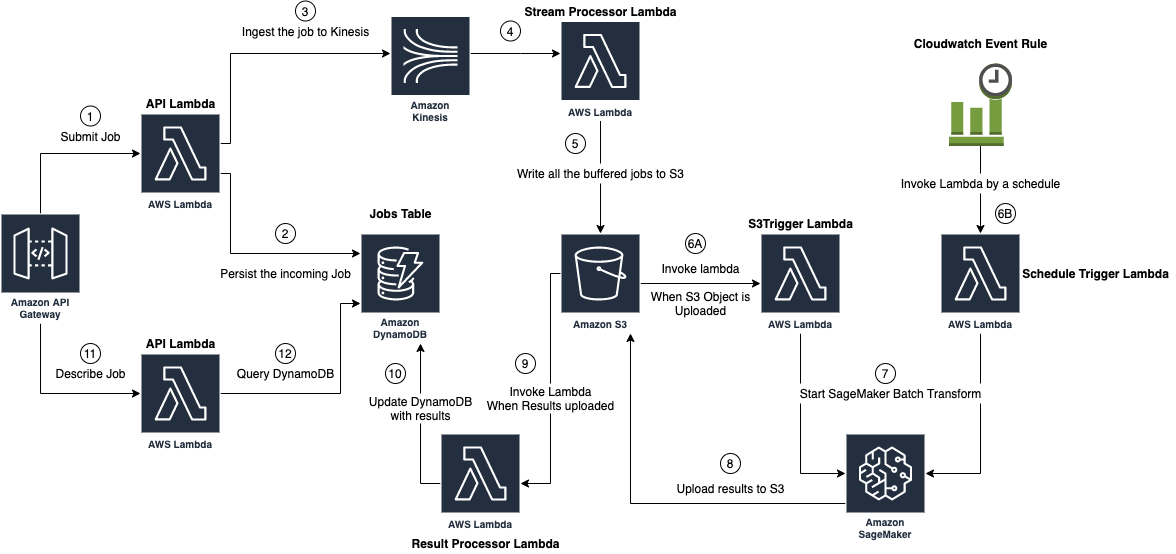 3
Ingest the job to Kinesis
Stream Processor Lambda
4
Cloudwatch Event Rule
Amazon
Kinesis
AWS Lambda
1
Submit Job
API Lambda
AWS Lambda
5
Write all the buffered jobs to S3
Invoke Lambda by a schedule
6B
2
Persist the incoming Job
Jobs Table
Amazon
DynamoDB
Amazon API
Gateway
6A
Invoke lambda
When S3 Object is
Uploaded
Amazon S3
S3Trigger Lambda
AWS Lambda
Schedule Trigger Lambda
AWS Lambda
11
Describe Job
API Lambda
AWS Lambda
12
Query DynamoDB
10
Update DynamoDB
with results
9
Invoke Lambda
When Results uploaded
7
Start SageMaker Batch Transform
8
Upload results to S3
AWS Lambda
Result Processor Lambda
Amazon
SageMaker